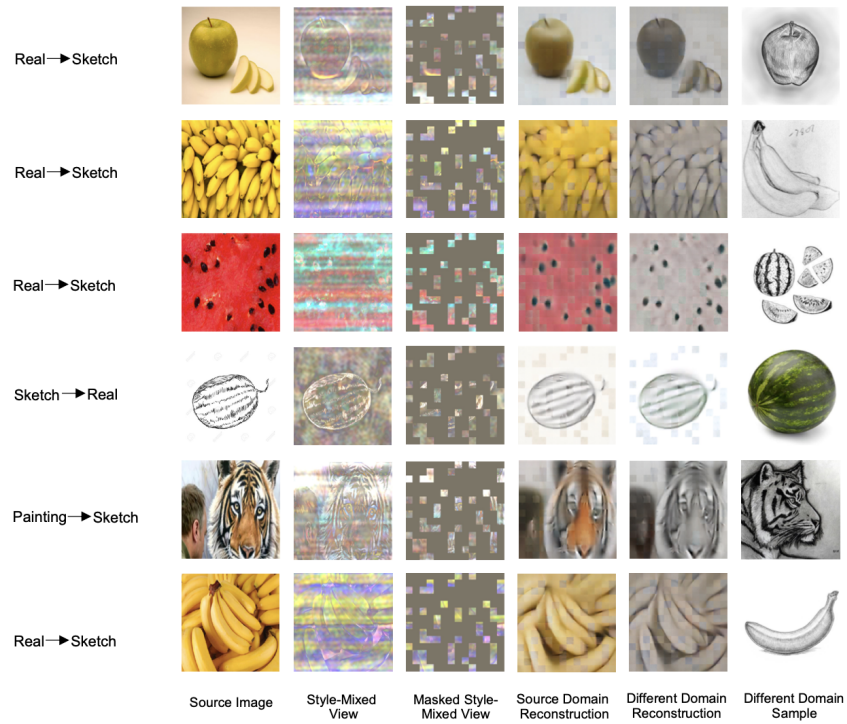 Real→Sketch
Real→Sketch
Real→Sketch
Sketch→Real
Painting→Sketch
Real→Sketch
Source Image
Style-Mixed
View
Masked Style-
Mixed View
Source Domain
Reconstruction
Different Domain
Reconstruction
Different Domain
Sample